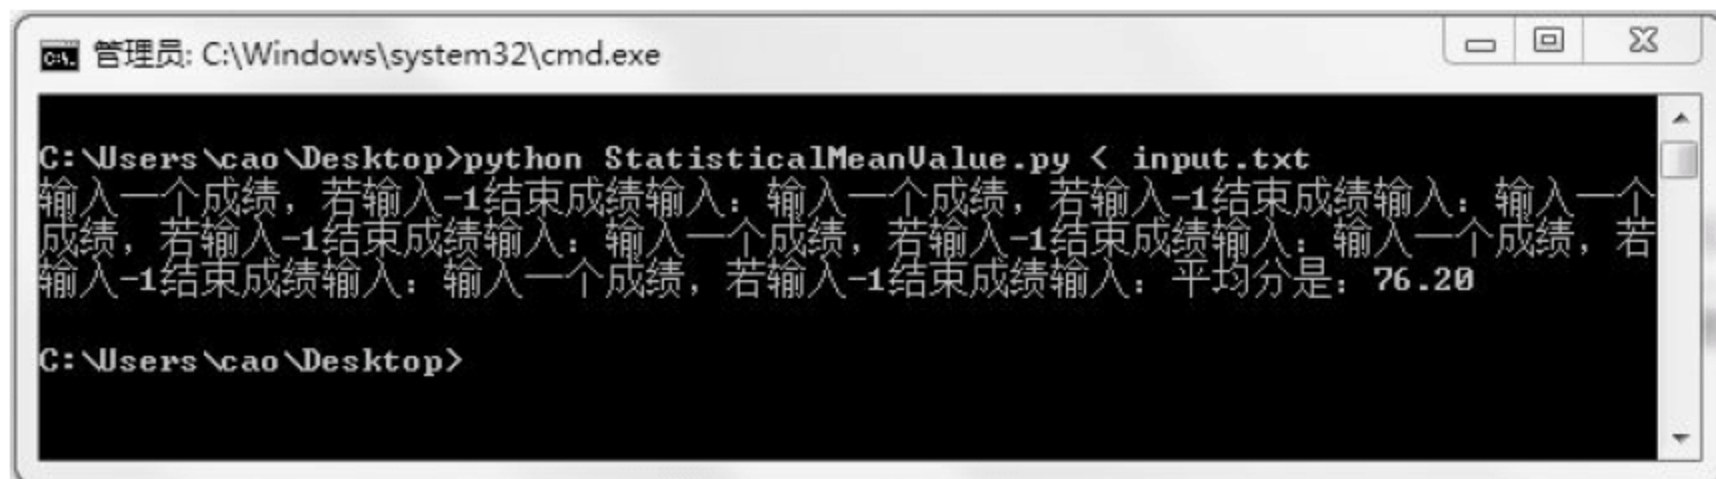 管理员: C:\Windows\system32\cmd.exe
C:\Users\cao\Desktop>python StatisticalMeanValue.py < input.txt
输入一个成绩，若输入-1结束成绩输入：输入一个成绩，若输入-1结束成绩输入：输入一个
成绩，若输入-1结束成绩输入：输入一个成绩，若输入-1结束成绩输入：输入一个成绩，若
输入-1结束成绩输入：输入一个成绩，若输入-1结束成绩输入：平均分是：76.20
C:\Users\cao\Desktop>